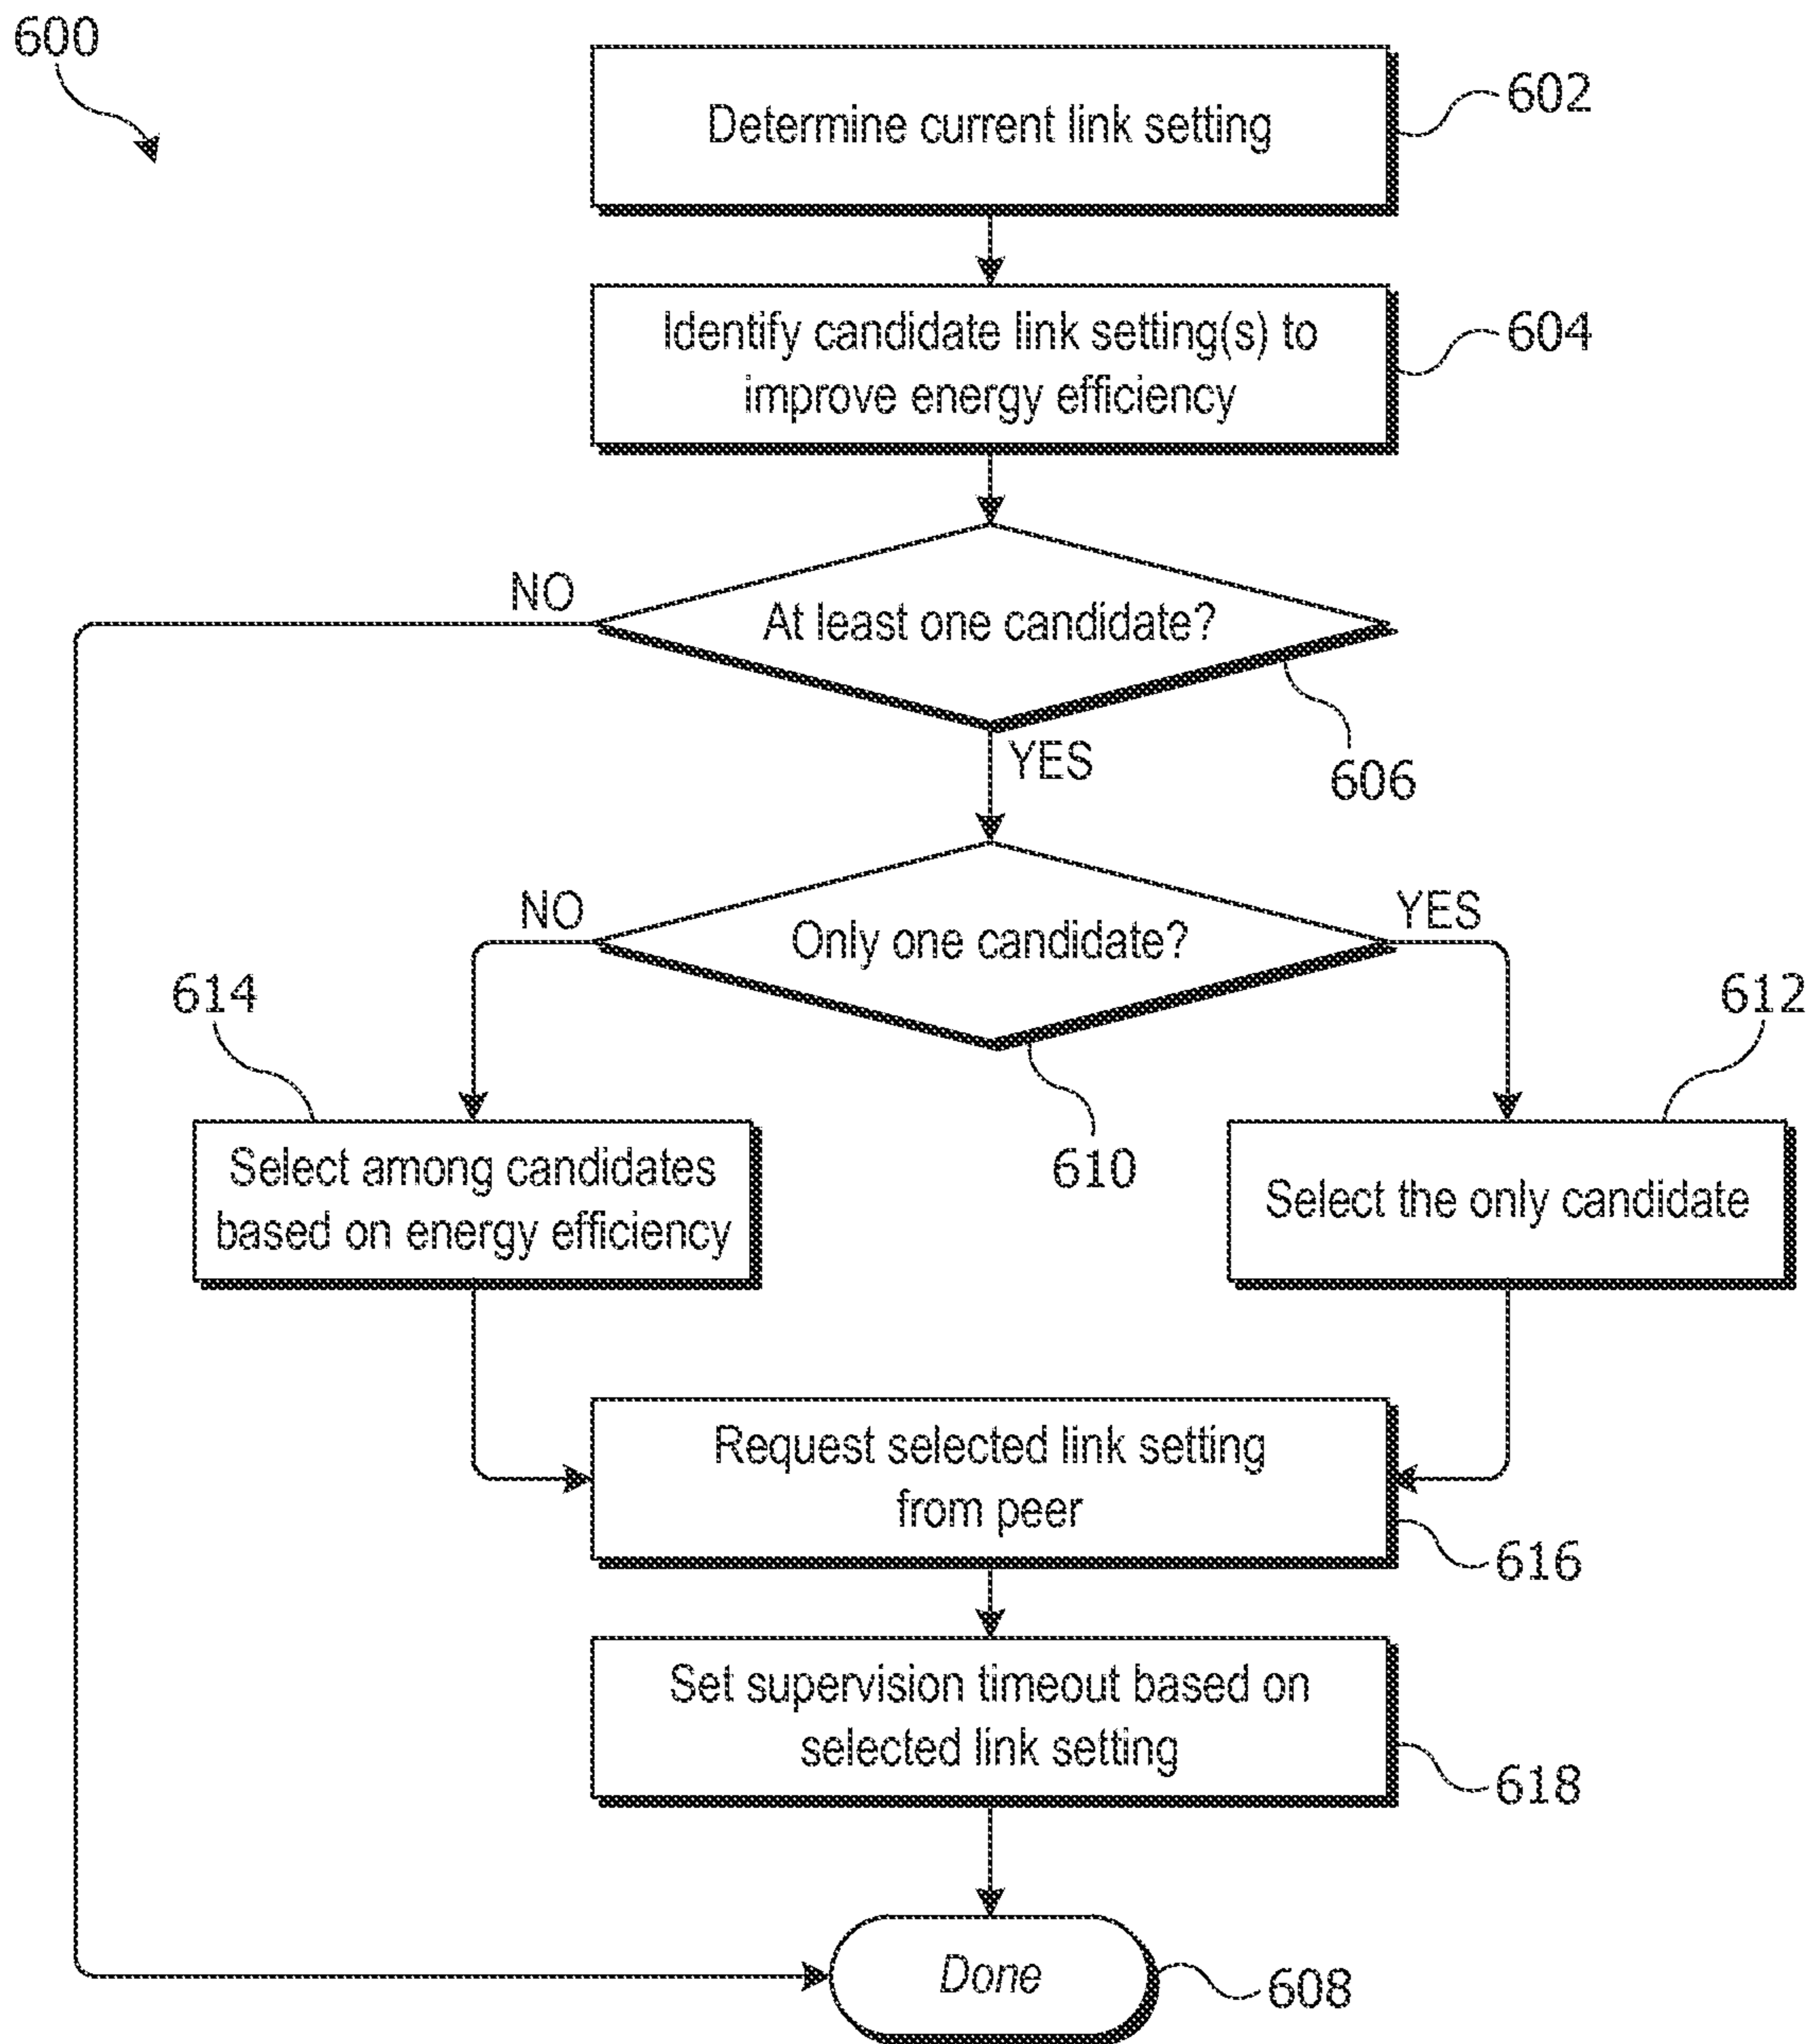 600
Determine current link setting
602
Identify candidate link setting(s) to
improve energy efficiency
604
NO
At least one candidate?
606
YES
NO
Only one candidate?
YES
614
612
610
Select among candidates
based on energy efficiency
Select the only candidate
Request selected link setting
from peer
616
Set supervision timeout based on
selected link setting
618
Done
608